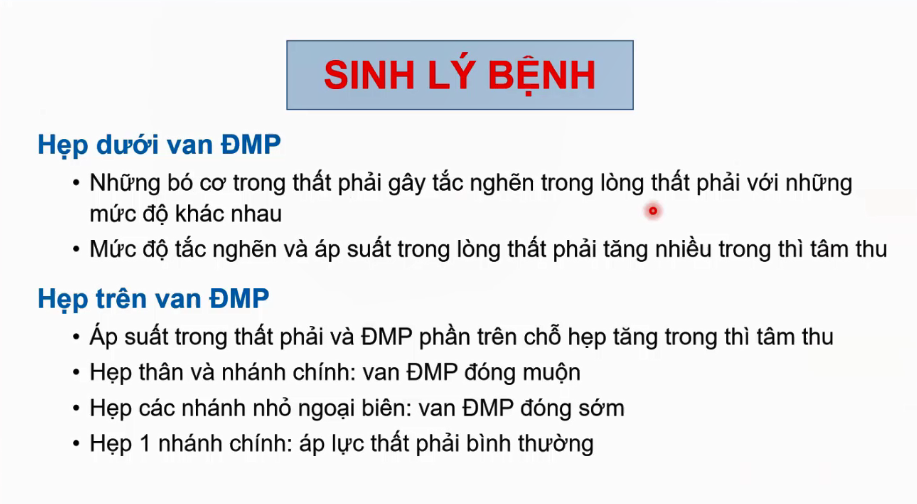 SINH LÝ BỆNH
Hẹp dưới van ĐMP
• Những bó cơ trong thất phải gây tắc nghẽn trong lòng thất phải với những
mức độ khác nhau
• Mức độ tắc nghẽn và áp suất trong lòng thất phải tăng nhiều trong thì tâm thu
Hẹp trên van ĐMP
• Áp suất trong thất phải và ĐMP phần trên chỗ hẹp tăng trong thì tâm thu
• Hẹp thân và nhánh chính: van ĐMP đóng muộn
• Hẹp các nhánh nhỏ ngoại biên: van ĐMP đóng sớm
• Hẹp 1 nhánh chính: áp lực thất phải bình thường